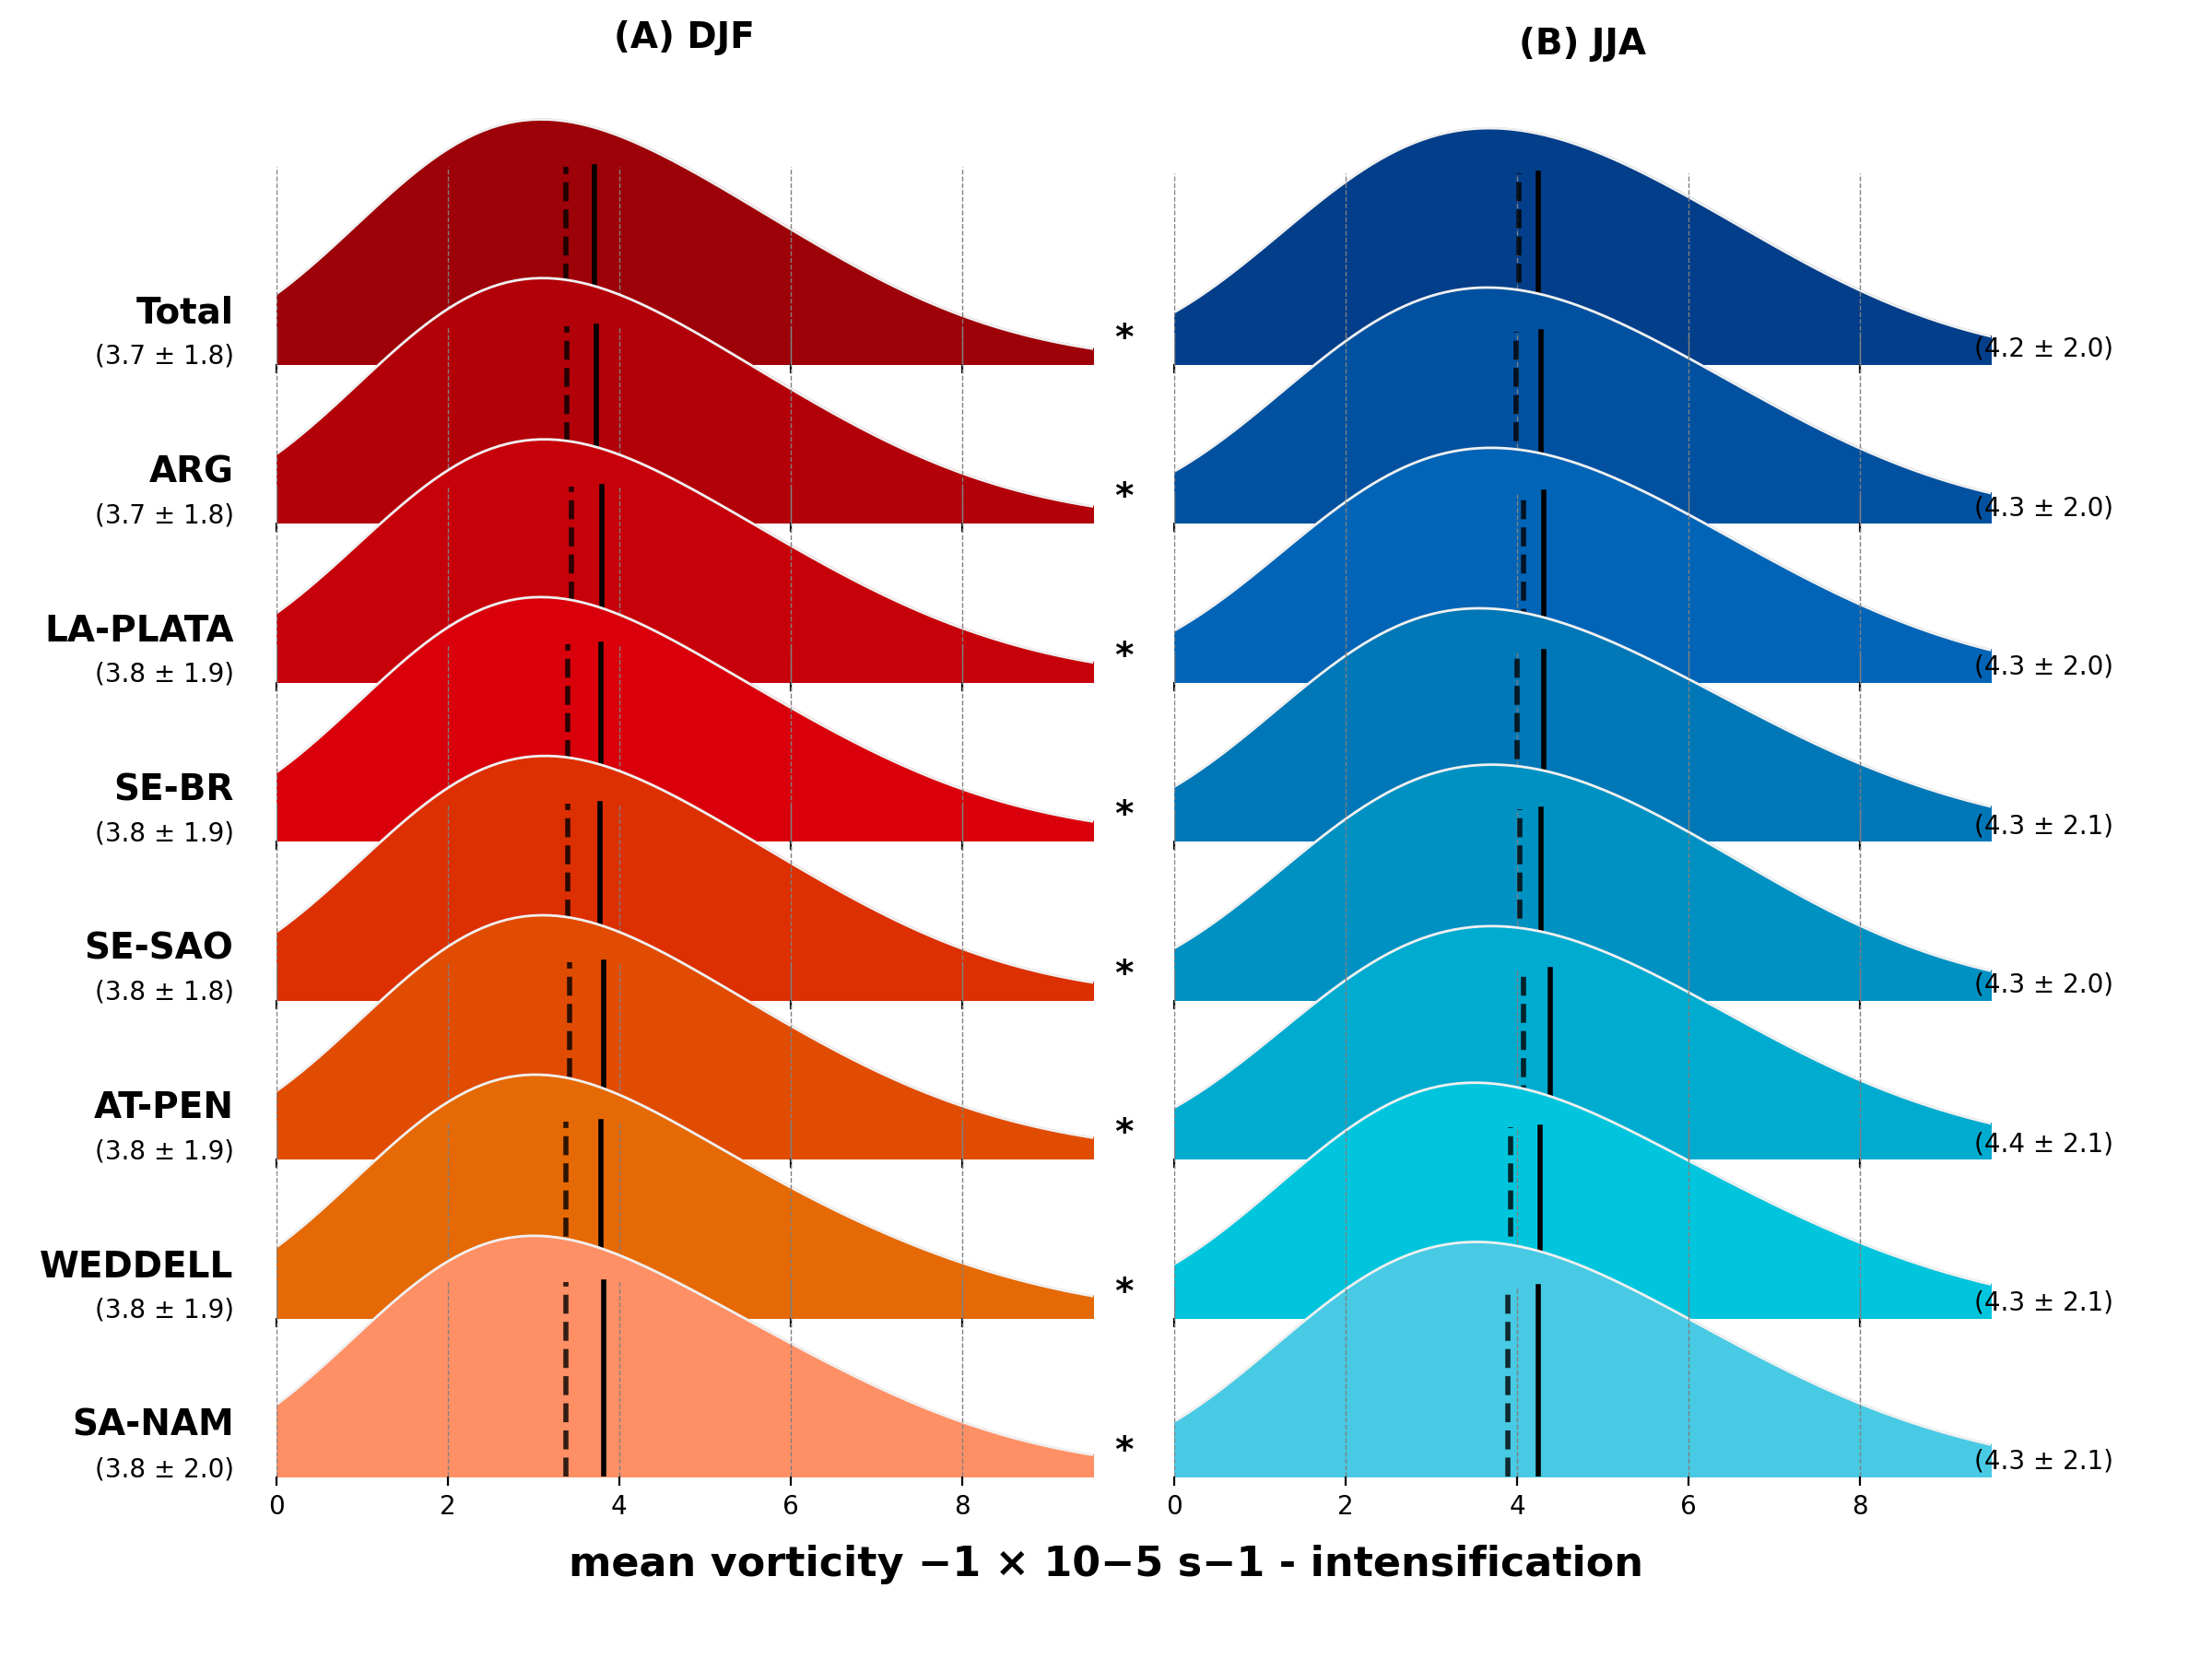 (A) DJF
(B) JJA
Total
(3.7 ± 1.8)
*
(4.2 ± 2.0)
ARG
(3.7 ± 1.8)
*
(4.3 ± 2.0)
LA-PLATA
(3.8 ± 1.9)
*
(4.3 ± 2.0)
SE-BR
(3.8 ± 1.9)
*
(4.3 ± 2.1)
SE-SAO
(3.8 ± 1.8)
*
(4.3 ± 2.0)
AT-PEN
(3.8 ± 1.9)
*
(4.4 ± 2.1)
WEDDELL
(3.8 ± 1.9)
*
(4.3 ± 2.1)
SA-NAM
(3.8 ± 2.0)
*
(4.3 ± 2.1)
0 2 4 6 8
0 2 4 6 8
mean vorticity −1 × 10−5 s−1 - intensification